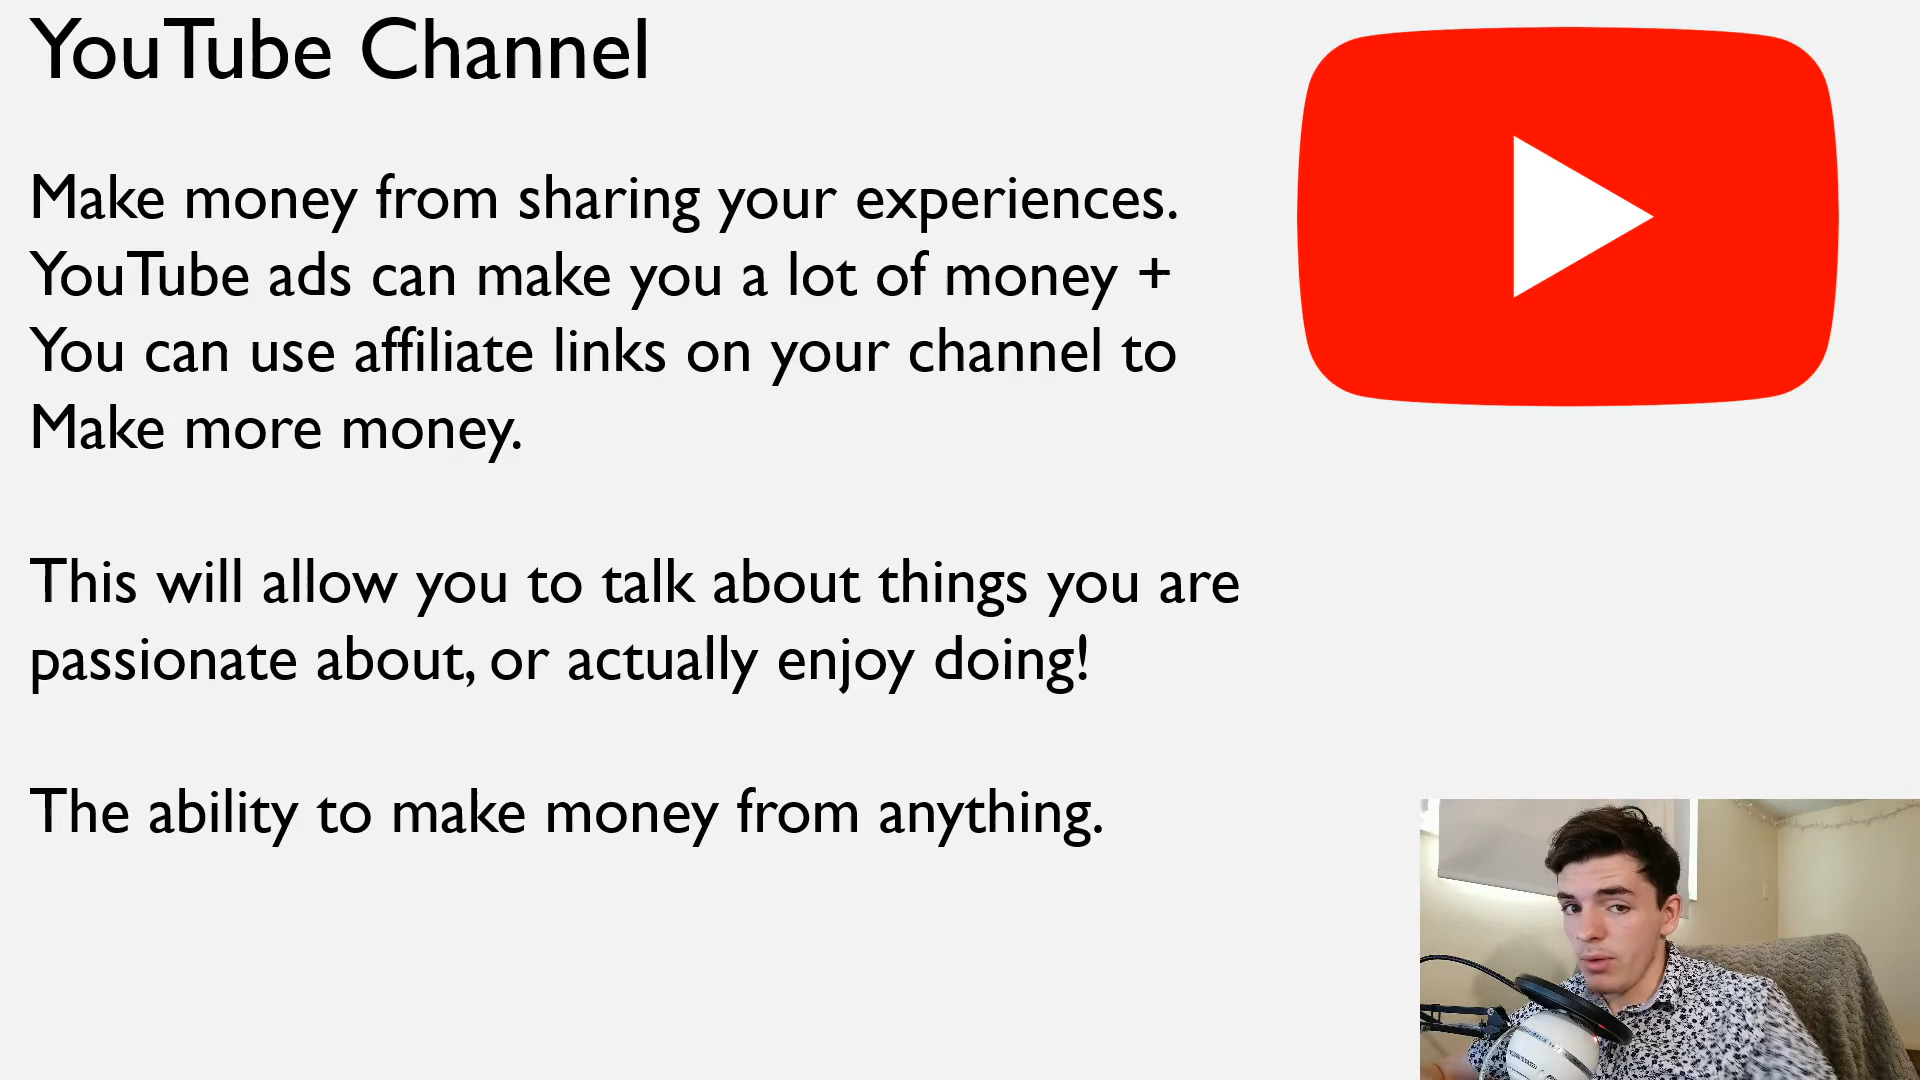 YouTube Channel
Make money from sharing your experiences.
YouTube ads can make you a lot of money +
You can use affiliate links on your channel to
Make more money.
This will allow you to talk about things you are
passionate about, or actually enjoy doing!
The ability to make money from anything.